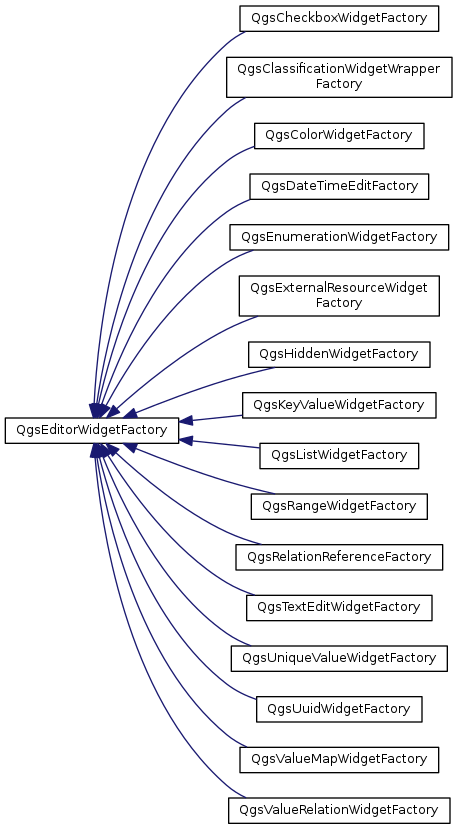 QgsCheckboxWidgetFactory
QgsClassificationWidgetWrapper
Factory
QgsColorWidgetFactory
QgsDateTimeEditFactory
QgsEnumerationWidgetFactory
QgsExternalResourceWidget
Factory
QgsHiddenWidgetFactory
QgsKeyValueWidgetFactory
QgsEditorWidgetFactory
QgsListWidgetFactory
QgsRangeWidgetFactory
QgsRelationReferenceFactory
QgsTextEditWidgetFactory
QgsUniqueValueWidgetFactory
QgsUuidWidgetFactory
QgsValueMapWidgetFactory
QgsValueRelationWidgetFactory